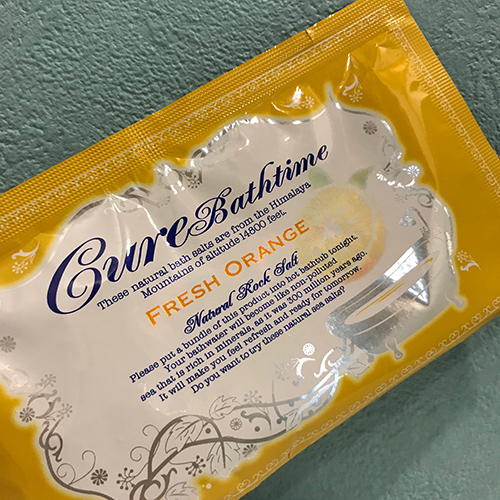 Cure Bathtime
These natural bath salts are from the Himalaya
Mountains of altitude 14800 feet.
FRESH ORANGE
Natural Rock Salt
Please put a bundle of this product into hot bathtub tonight.
Your bathwater will become like non-polluted
sea that is rich in minerals, as it was 300 million years ago.
It will make you feel refresh and ready for tomorrow.
Do you want to try these natural sea salts?